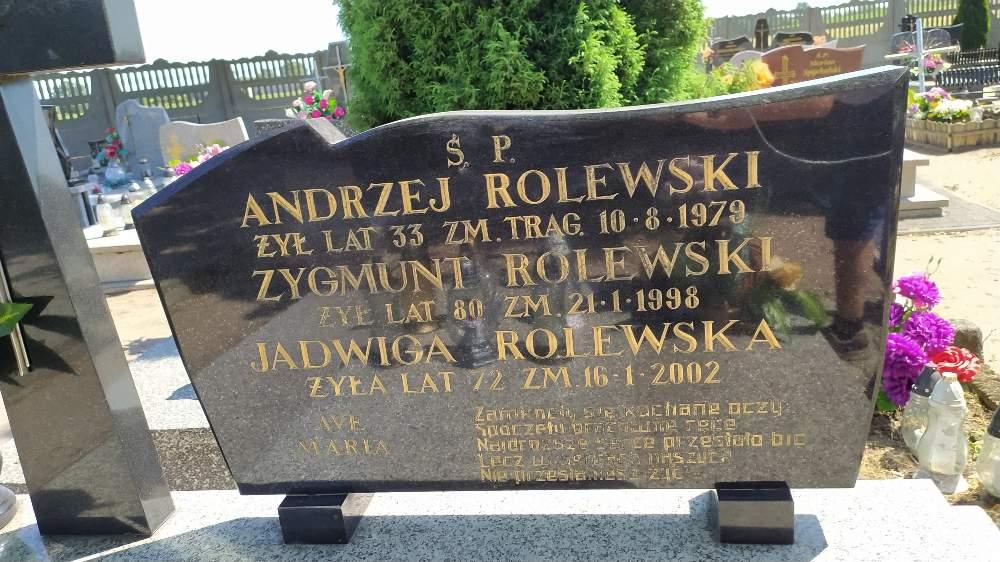 Ś. P.
ANDRZEJ ROLEWSKI
ŻYŁ LAT 33 ZM. TRAG. 10·8·1979
ZYGMUNT ROLEWSKI
ŻYŁ LAT 80 ZM. 21·1·1998
JADWIGA ROLEWSKA
ŻYŁA LAT 72 ZM. 16·1·2002
AVE
MARIA
Zamknęły się kochane oczy
Spoczęły ręce
Najdroższe serce przestało bić
Lecz w naszych
Nie przestaniesz żyć